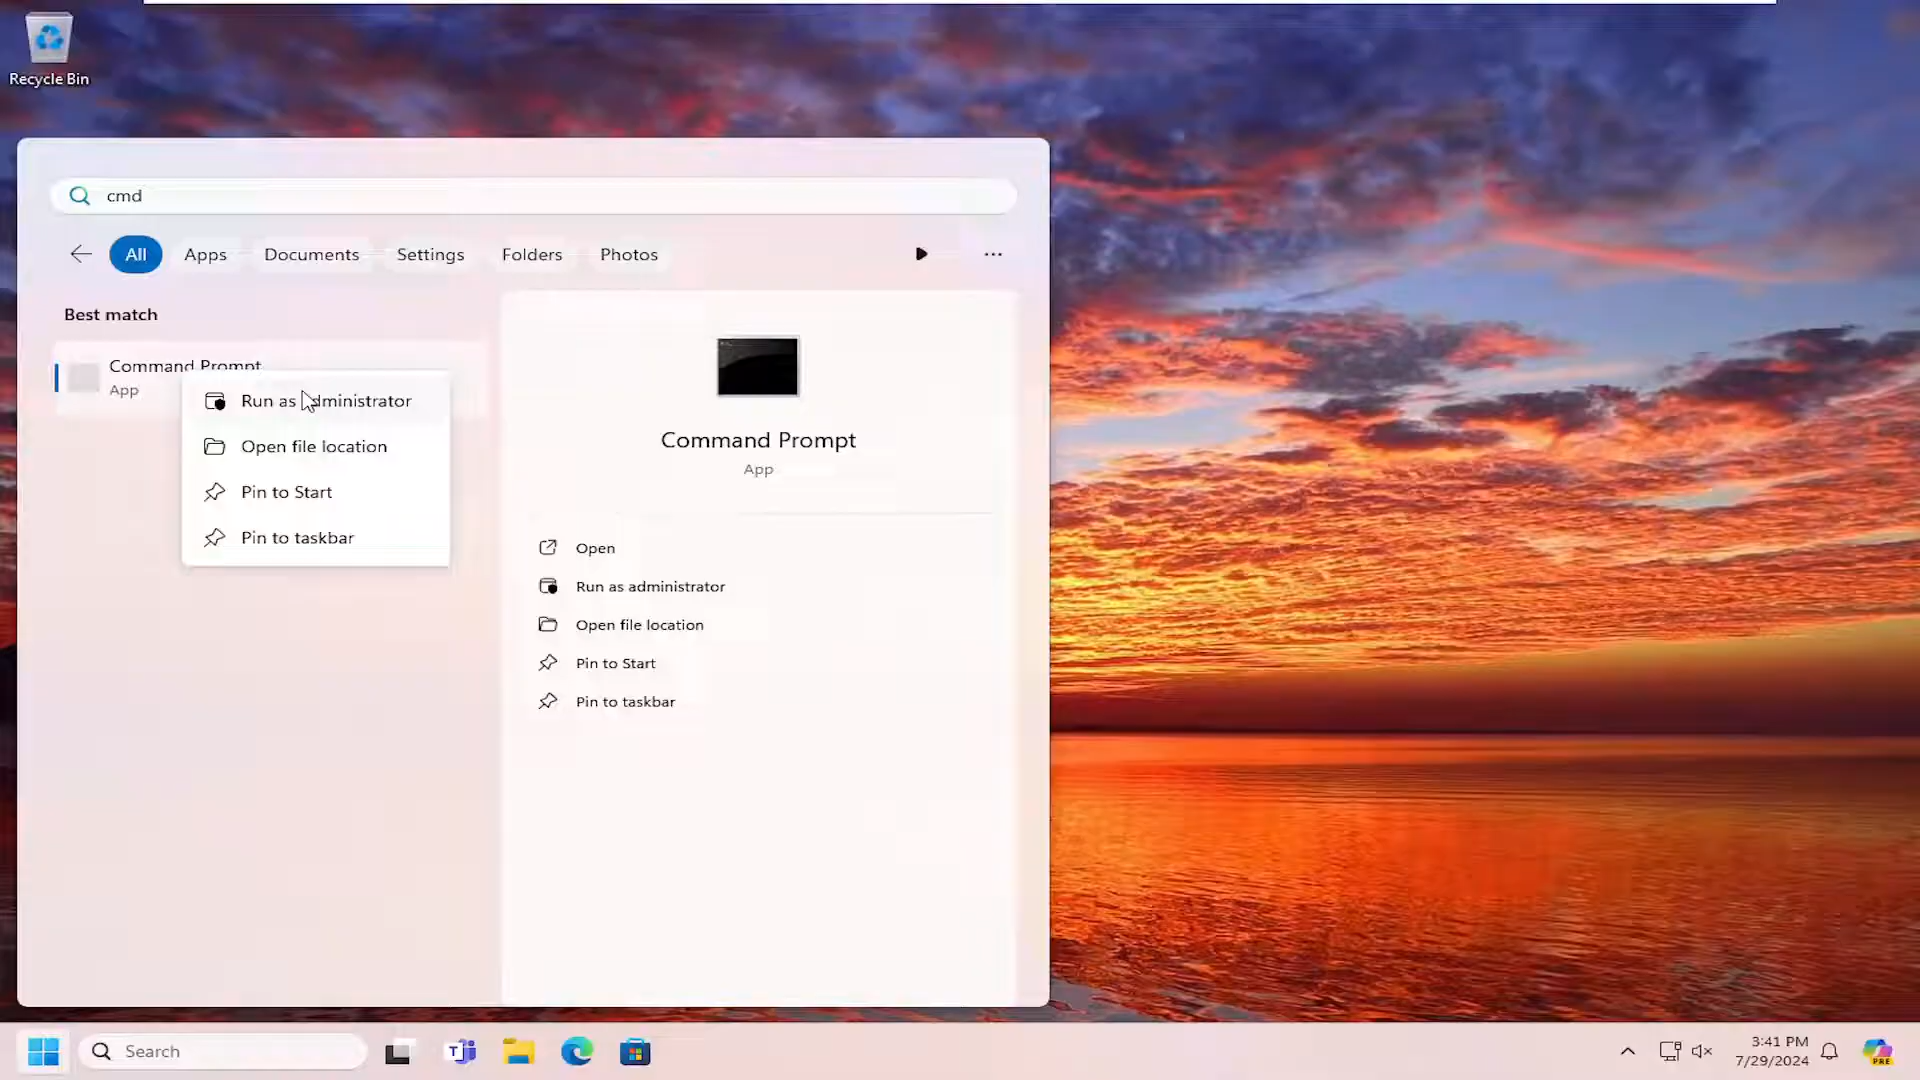 Recycle Bin
cmd
All Apps Documents Settings Folders Photos
Best match
Command Prompt
App
Run as administrator
Open file location
Pin to Start
Pin to taskbar
Command Prompt
App
Open
Run as administrator
Open file location
Pin to Start
Pin to taskbar
Search
3:41 PM
7/29/2024
PRE